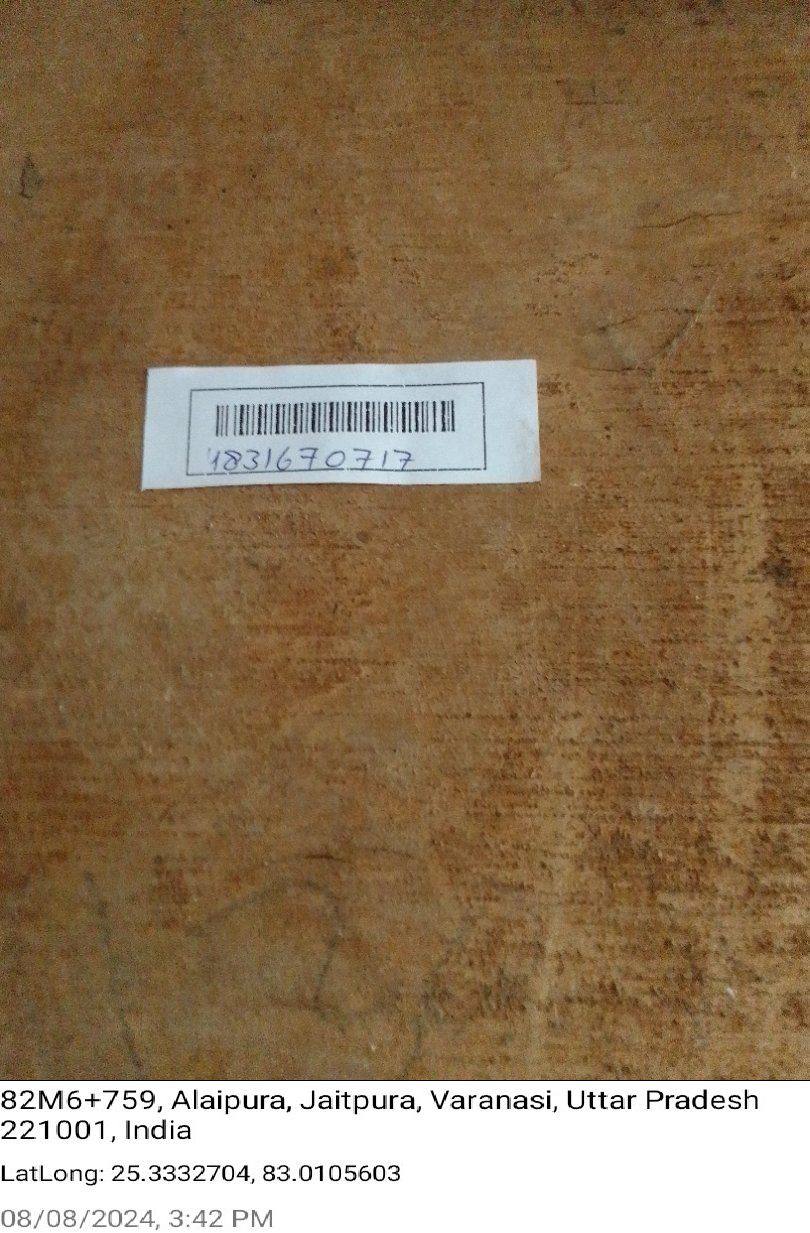 1831670717
82M6+759, Alaipura, Jaitpura, Varanasi, Uttar Pradesh
221001, India
LatLong: 25.3332704, 83.0105603
08/08/2024, 3:42 PM